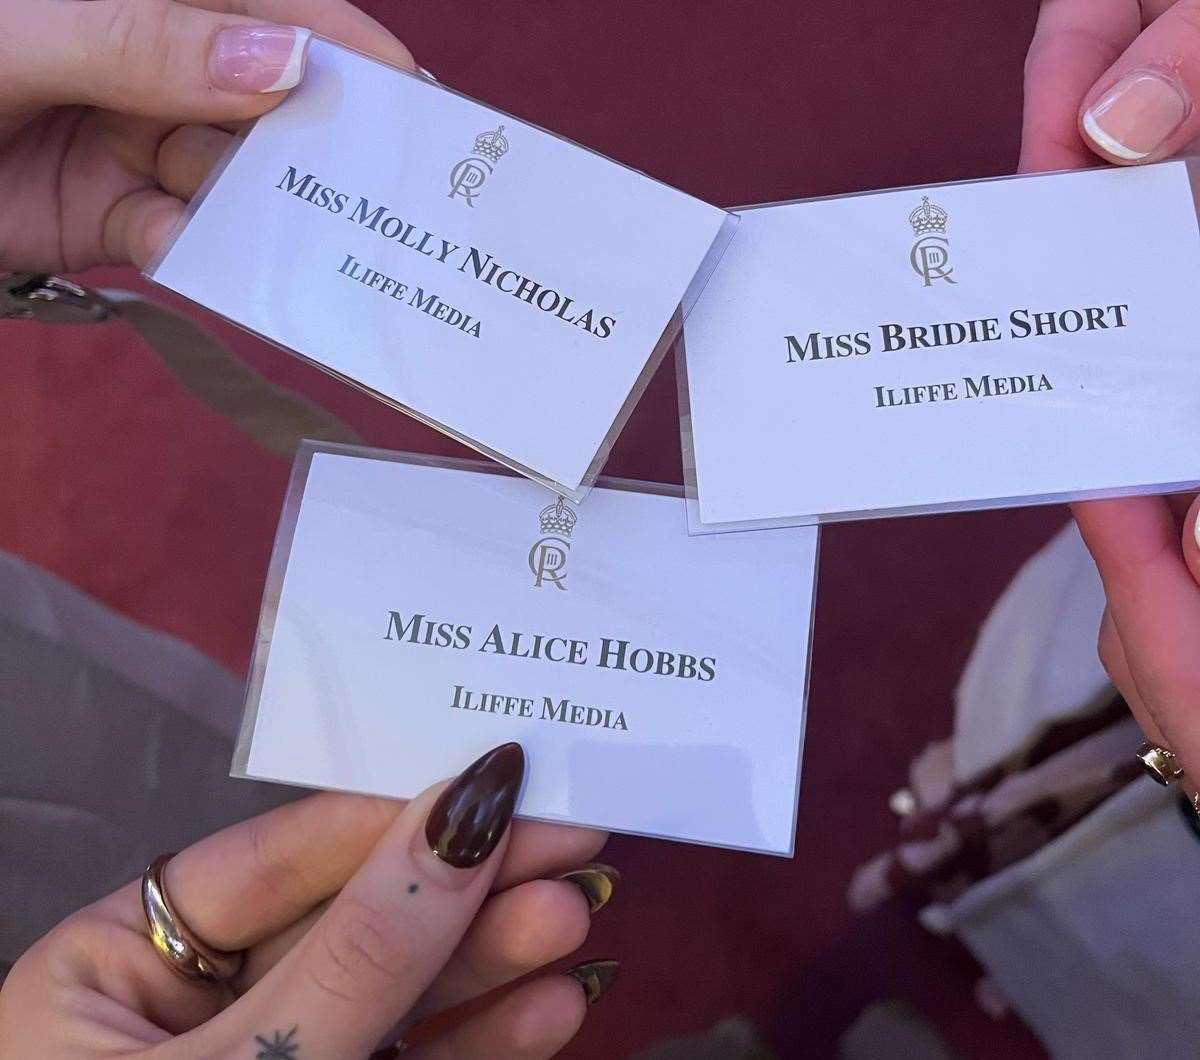 MISS MOLLY NICHOLAS
ILIFFE MEDIA
MISS BRIDIE SHORT
ILIFFE MEDIA
MISS ALICE HOBBS
ILIFFE MEDIA